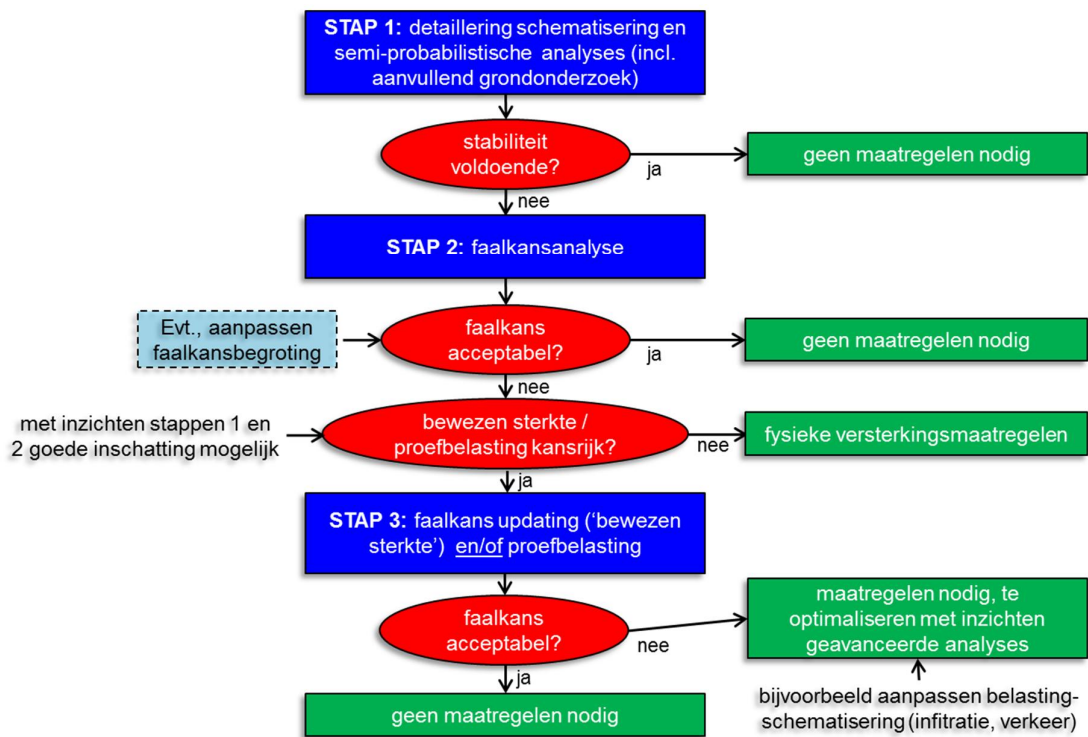 STAP 1: detaillering schematisering en
semi-probabilistische analyses (incl.
aanvullend grondonderzoek)
stabiliteit
voldoende?
ja
geen maatregelen nodig
nee
STAP 2: faalkansanalyse
Evt., aanpassen
faalkansbegroting
faalkans
acceptabel?
ja
geen maatregelen nodig
nee
met inzichten stappen 1 en
2 goede inschatting mogelijk
bewezen sterkte /
proefbelasting kansrijk?
nee
fysieke versterkingsmaatregelen
ja
STAP 3: faalkans updating (‘bewezen
sterkte’) en/of proefbelasting
faalkans
acceptabel?
nee
maatregelen nodig, te
optimaliseren met inzichten
geavanceerde analyses
ja
geen maatregelen nodig
bijvoorbeeld aanpassen belasting-
schematisering (infitratie, verkeer)